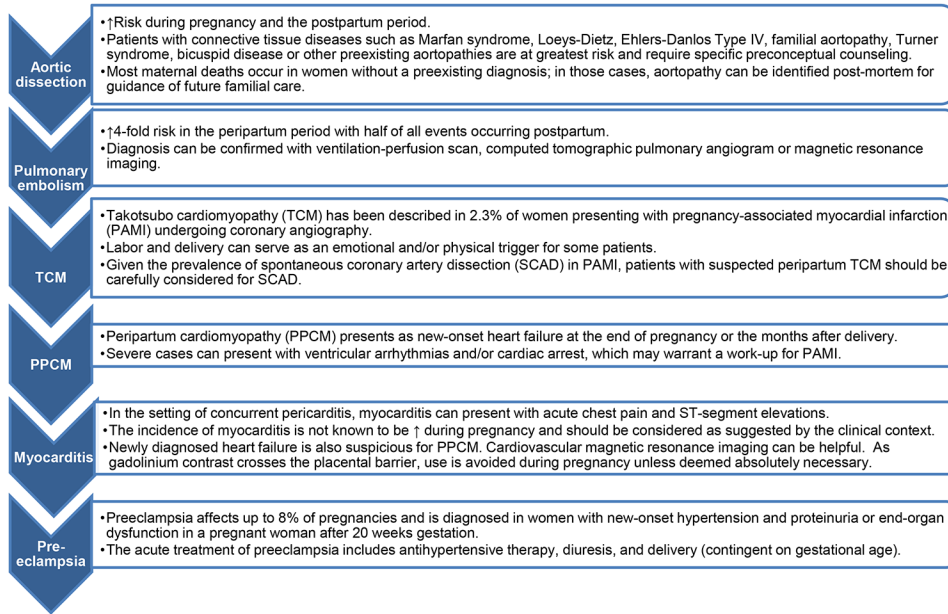 Aortic
dissection
•↑Risk during pregnancy and the postpartum period.
•Patients with connective tissue diseases such as Marfan syndrome, Loeys-Dietz, Ehlers-Danlos Type IV, familial aortopathy, Turner
syndrome, bicuspid disease or other preexisting aortopathies are at greatest risk and require specific preconceptual counseling.
•Most maternal deaths occur in women without a preexisting diagnosis; in those cases, aortopathy can be identified post-mortem for
guidance of future familial care.
Pulmonary
embolism
•↑4-fold risk in the peripartum period with half of all events occurring postpartum.
•Diagnosis can be confirmed with ventilation-perfusion scan, computed tomographic pulmonary angiogram or magnetic resonance
imaging.
TCM
•Takotsubo cardiomyopathy (TCM) has been described in 2.3% of women presenting with pregnancy-associated myocardial infarction
(PAMI) undergoing coronary angiography.
•Labor and delivery can serve as an emotional and/or physical trigger for some patients.
•Given the prevalence of spontaneous coronary artery dissection (SCAD) in PAMI, patients with suspected peripartum TCM should be
carefully considered for SCAD.
PPCM
•Peripartum cardiomyopathy (PPCM) presents as new-onset heart failure at the end of pregnancy or the months after delivery.
•Severe cases can present with ventricular arrhythmias and/or cardiac arrest, which may warrant a work-up for PAMI.
Myocarditis
•In the setting of concurrent pericarditis, myocarditis can present with acute chest pain and ST-segment elevations.
•The incidence of myocarditis is not known to be ↑ during pregnancy and should be considered as suggested by the clinical context.
•Newly diagnosed heart failure is also suspicious for PPCM. Cardiovascular magnetic resonance imaging can be helpful. As
gadolinium contrast crosses the placental barrier, use is avoided during pregnancy unless deemed absolutely necessary.
Pre-
eclampsia
•Preeclampsia affects up to 8% of pregnancies and is diagnosed in women with new-onset hypertension and proteinuria or end-organ
dysfunction in a pregnant woman after 20 weeks gestation.
•The acute treatment of preeclampsia includes antihypertensive therapy, diuresis, and delivery (contingent on gestational age).